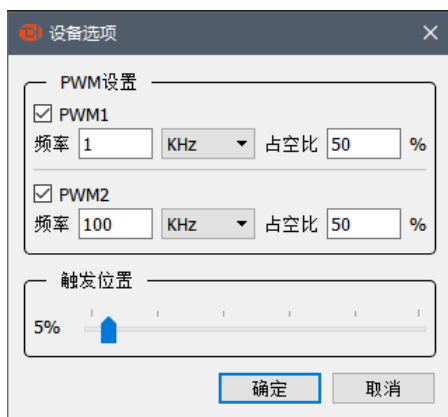 设备选项
PWM设置
PWM1
频率 1 KHz 占空比 50 %
PWM2
频率 100 KHz 占空比 50 %
触发位置
5%
确定 取消